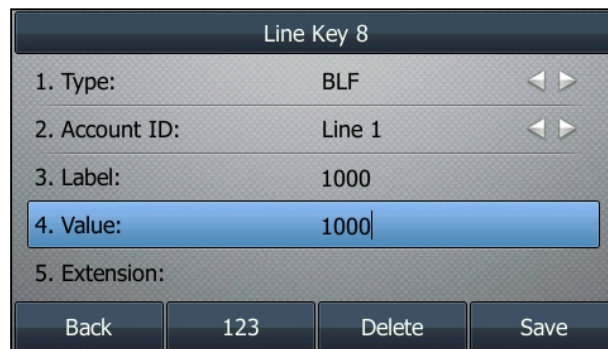 Line Key 8
1. Type: BLF
2. Account ID: Line 1
3. Label: 1000
4. Value: 1000
5. Extension:
Back 123 Delete Save